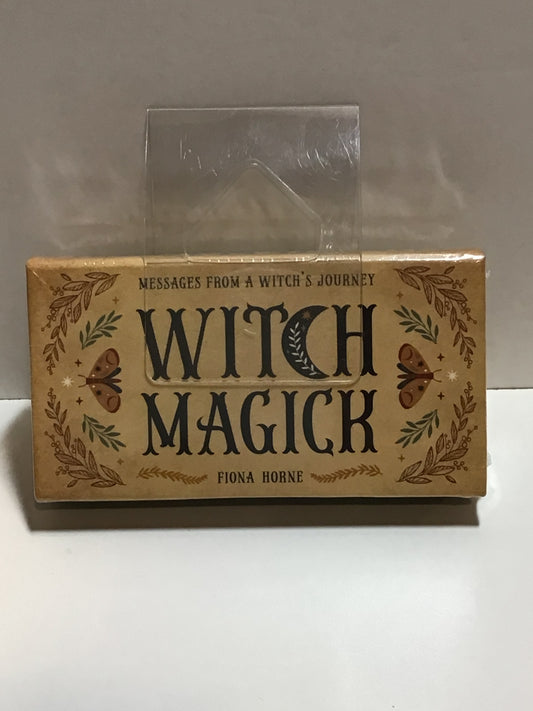 MESSAGES FROM A WITCH'S JOURNEY
WITCH
MAGICK
FIONA HORNE